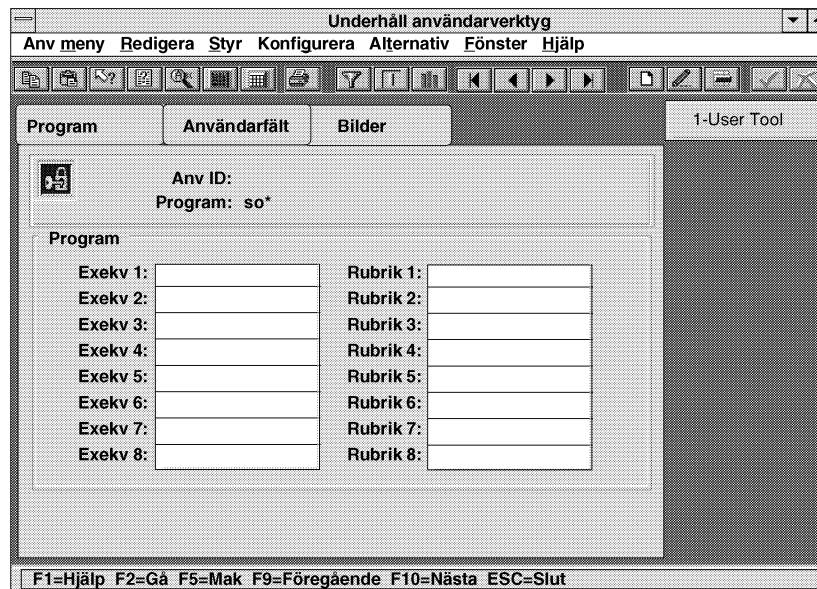 Underhåll användarverktyg
Anv meny Redigera Styr Konfigurera Alternativ Fönster Hjälp
Program Användarfält Bilder 1-User Tool
Anv ID:
Program: so*
Program
Exekv 1: Rubrik 1:
Exekv 2: Rubrik 2:
Exekv 3: Rubrik 3:
Exekv 4: Rubrik 4:
Exekv 5: Rubrik 5:
Exekv 6: Rubrik 6:
Exekv 7: Rubrik 7:
Exekv 8: Rubrik 8:
F1=Hjälp F2=Gå F5=Mak F9=Föregående F10=Nästa ESC=Slut